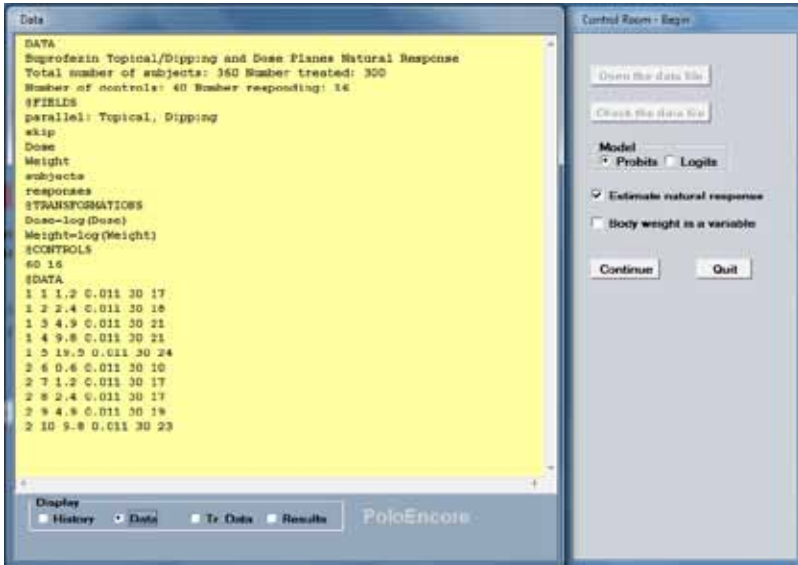 Data
DATA
Buprofezin Topical/Dipping and Dose Planes Natural Response
Total number of subjects: 360 Number treated: 300
Number of controls: 60 Number responding: 16
@FIELDS
parallel: Topical, Dipping
skip
Dose
Weight
subjects
responses
@TRANSFORMATIONS
Dose=log(Dose)
Weight=log(Weight)
@CONTROLS
60 16
@DATA
1 1 1.2 0.011 30 17
1 2 2.4 0.011 30 18
1 3 4.9 0.011 30 21
1 4 9.8 0.011 30 21
1 5 19.5 0.011 30 24
2 6 0.6 0.011 30 10
2 7 1.2 0.011 30 17
2 8 2.4 0.011 30 17
2 9 4.9 0.011 30 19
2 10 9.8 0.011 30 23
Display
History Data Tr. Data Results
PoloEncore
Control Room - Begin
Open the data file
Check the data file
Model
Probits Logits
Estimate natural response
Body weight is a variable
Continue Quit